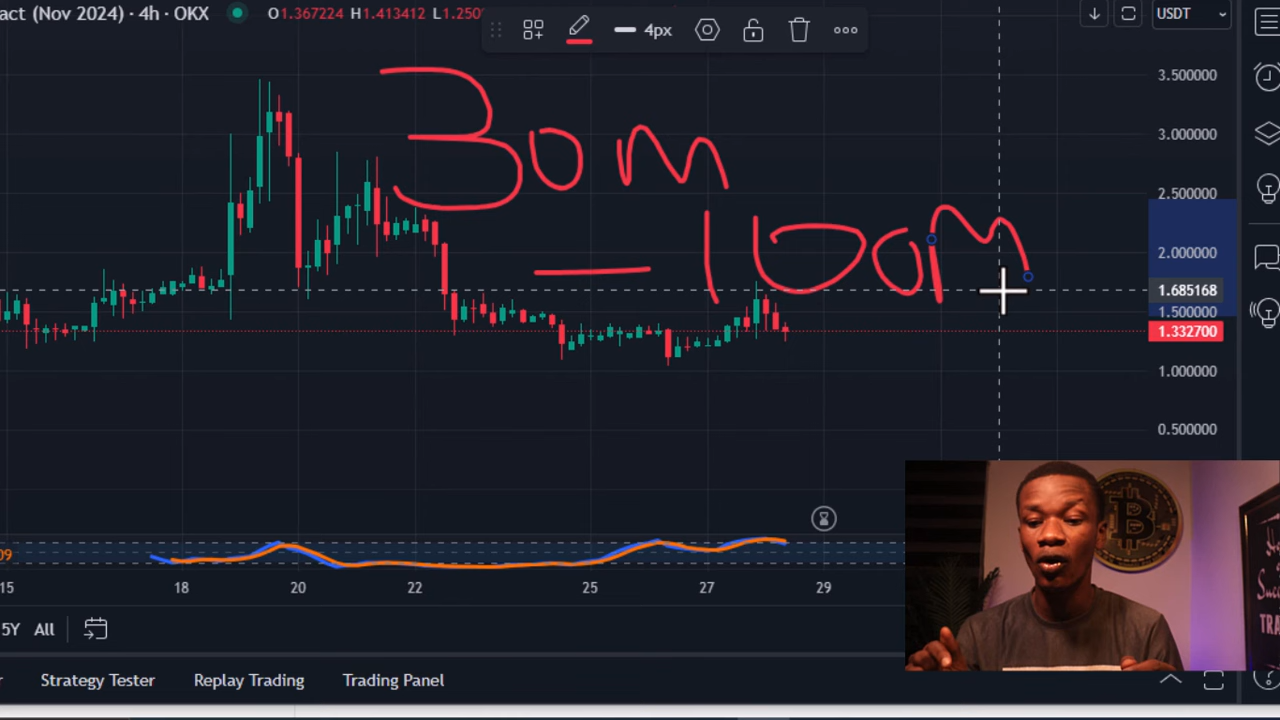 act (Nov 2024) · 4h · OKX O1.367224 H1.413412 L1.250
4px
USDT
3.500000
3.000000
2.500000
2.000000
1.685168
1.500000
1.332700
1.000000
0.500000
30m
— 100m
09
15 18 20 22 25 27 29
5Y All
Strategy Tester Replay Trading Trading Panel
TRA